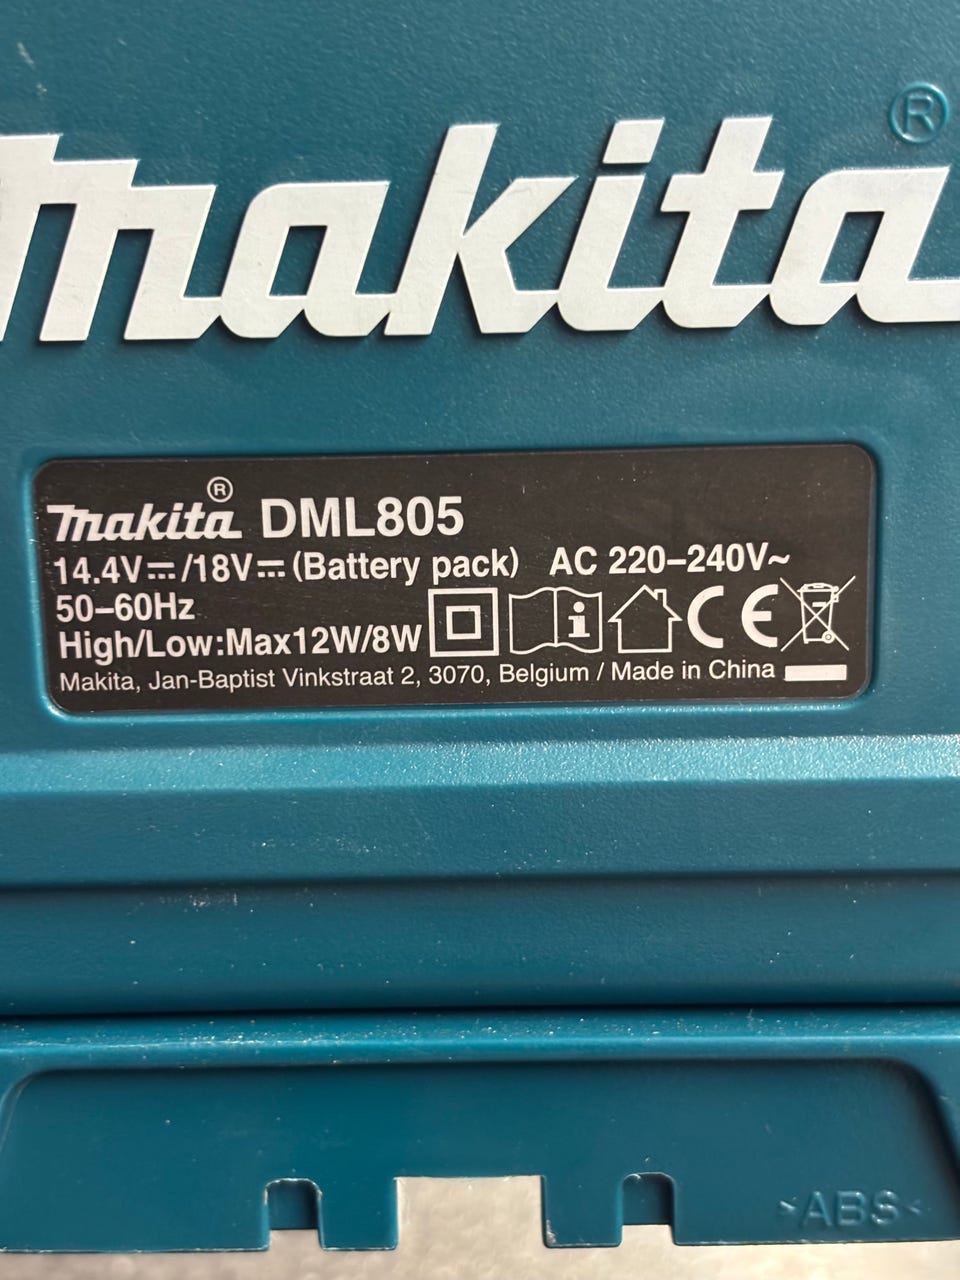 makita®
makita® DML805
14.4V⎓/18V⎓(Battery pack) AC 220–240V~
50–60Hz
High/Low:Max12W/8W i CE
Makita, Jan-Baptist Vinkstraat 2, 3070, Belgium / Made in China
>ABS<